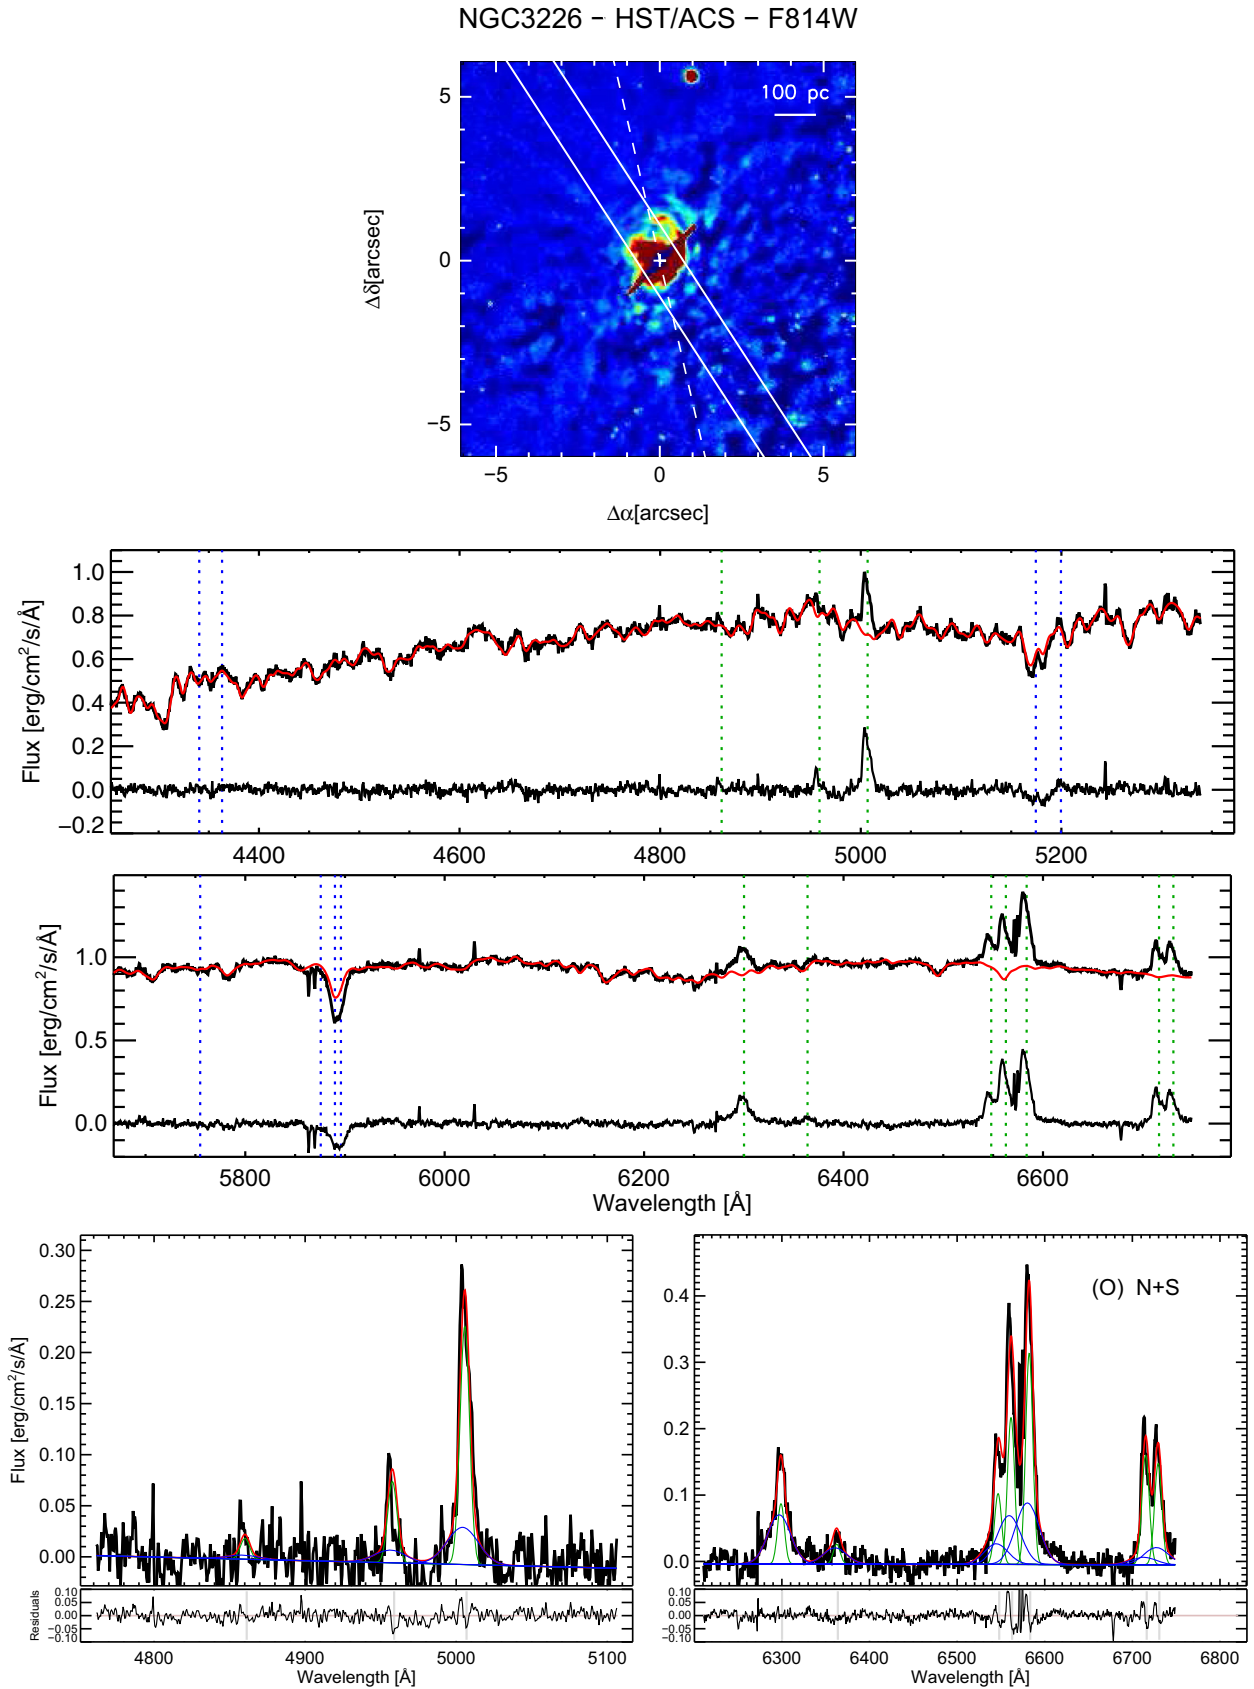 NGC3226 − HST/ACS − F814W
100 pc
5
0
−5
Δδ[arcsec]
−5 0 5
Δα[arcsec]
1.0
0.8
0.6
0.4
0.2
0.0
−0.2
Flux [erg/cm²/s/Å]
4400 4600 4800 5000 5200
1.0
0.5
0.0
Flux [erg/cm²/s/Å]
5800 6000 6200 6400 6600
Wavelength [Å]
0.30
0.25
0.20
0.15
0.10
0.05
0.00
Flux [erg/cm²/s/Å]
0.10
0.05
0.00
−0.05
−0.10
Residuals
4800 4900 5000 5100
Wavelength [Å]
(O) N+S
0.4
0.3
0.2
0.1
0.0
0.10
0.05
0.00
−0.05
−0.10
6300 6400 6500 6600 6700 6800
Wavelength [Å]